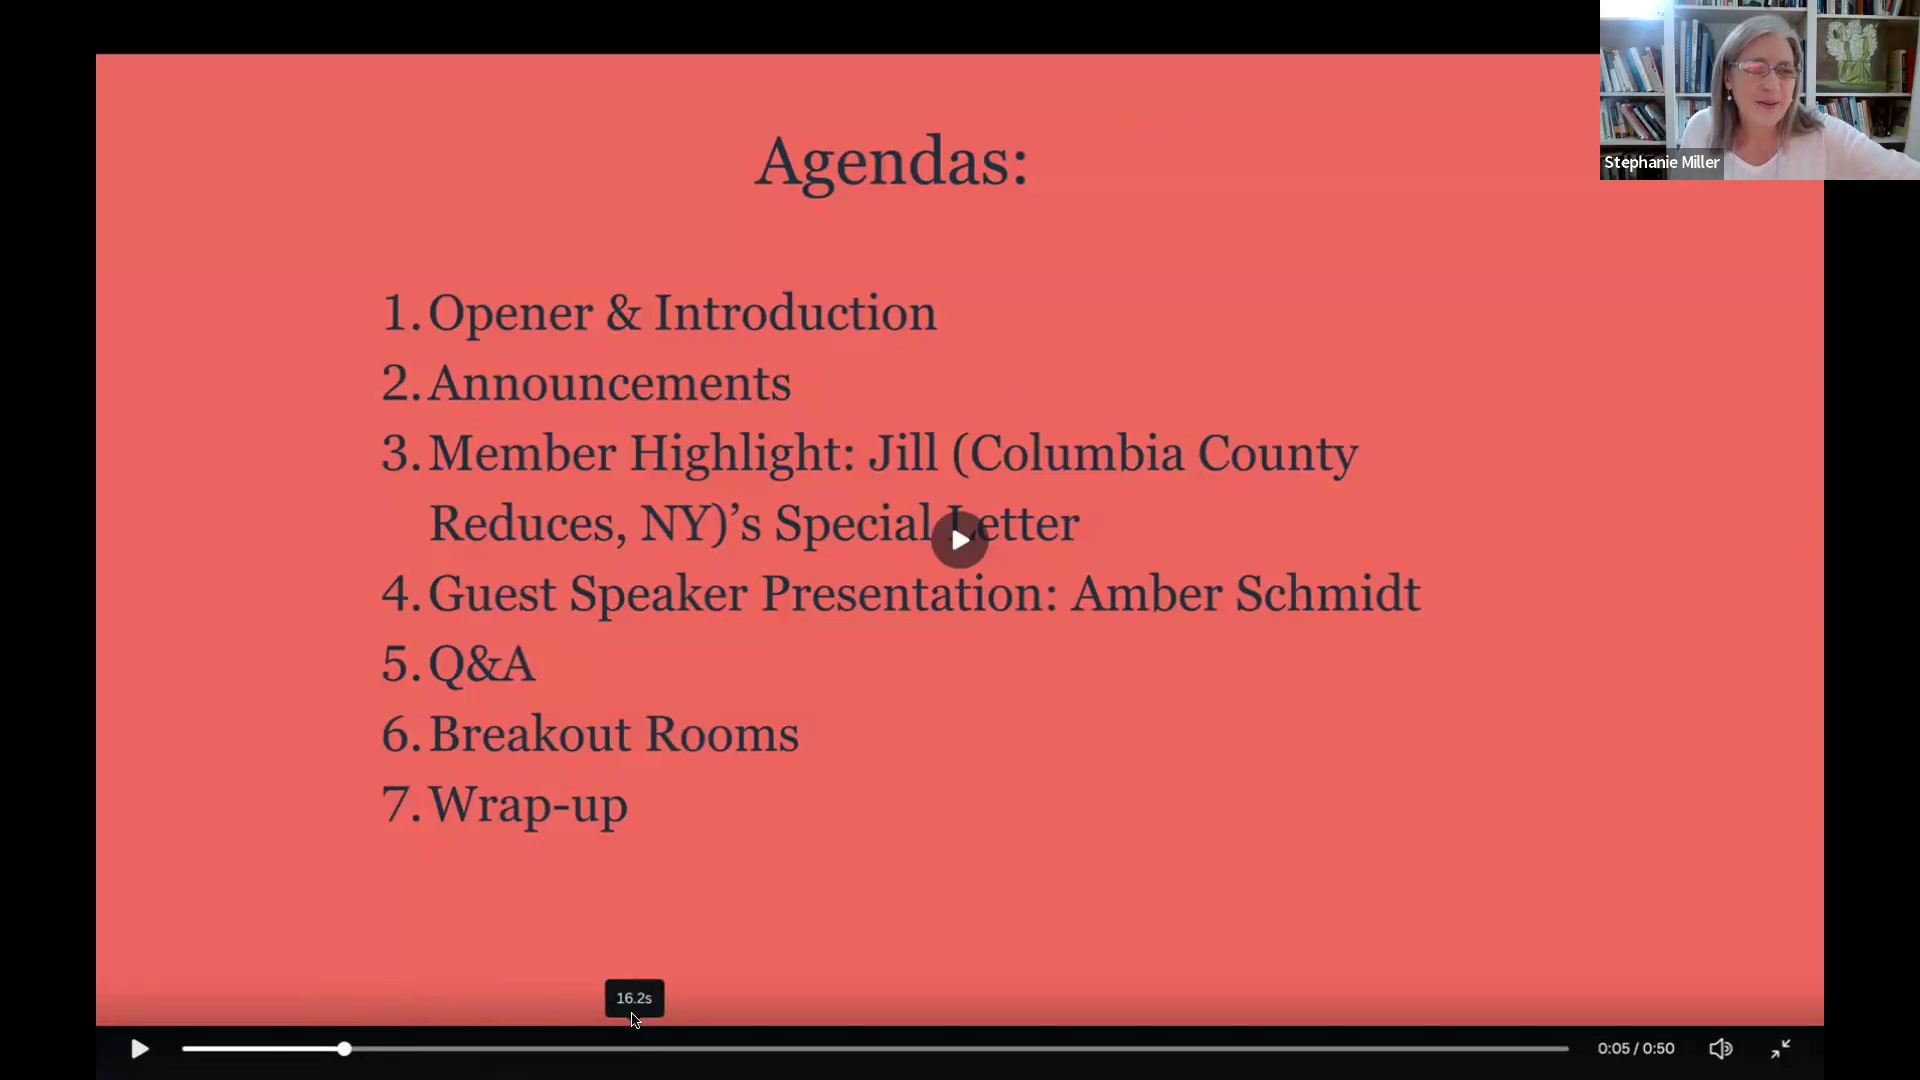 Agendas:
1. Opener & Introduction
2. Announcements
3. Member Highlight: Jill (Columbia County
Reduces, NY)’s Special Letter
4. Guest Speaker Presentation: Amber Schmidt
5. Q&A
6. Breakout Rooms
7. Wrap-up
Stephanie Miller
16.2s
0:05 / 0:50